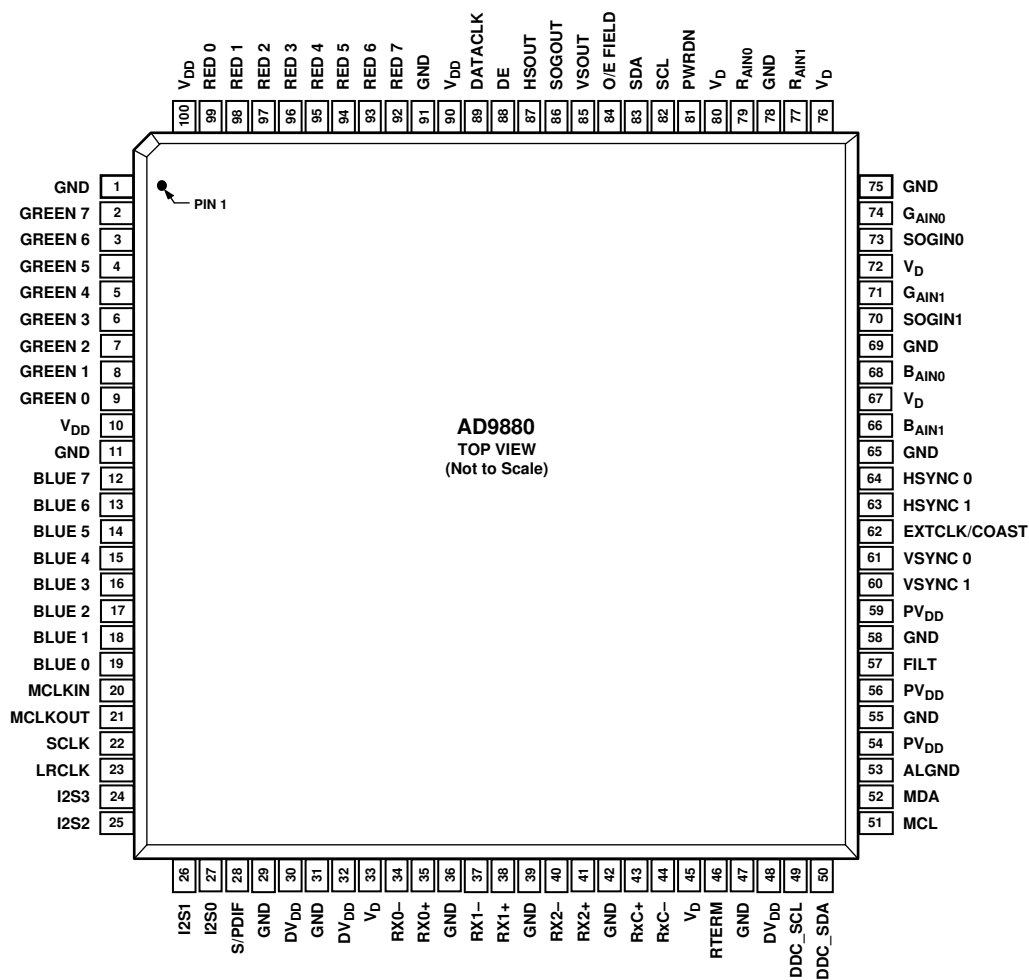 VDD
RED 0
RED 1
RED 2
RED 3
RED 4
RED 5
RED 6
RED 7
GND
VDD
DATACLK
DE
HSOUT
SOGOUT
VSOUT
O/E FIELD
SDA
SCL
PWRDN
VD
RAIN0
GND
RAIN1
VD
100 99 98 97 96 95 94 93 92 91 90 89 88 87 86 85 84 83 82 81 80 79 78 77 76
PIN 1
GND 1
GREEN 7 2
GREEN 6 3
GREEN 5 4
GREEN 4 5
GREEN 3 6
GREEN 2 7
GREEN 1 8
GREEN 0 9
VDD 10
GND 11
BLUE 7 12
BLUE 6 13
BLUE 5 14
BLUE 4 15
BLUE 3 16
BLUE 2 17
BLUE 1 18
BLUE 0 19
MCLKIN 20
MCLKOUT 21
SCLK 22
LRCLK 23
I2S3 24
I2S2 25
AD9880
TOP VIEW
(Not to Scale)
75 GND
74 GAIN0
73 SOGIN0
72 VD
71 GAIN1
70 SOGIN1
69 GND
68 BAIN0
67 VD
66 BAIN1
65 GND
64 HSYNC 0
63 HSYNC 1
62 EXTCLK/COAST
61 VSYNC 0
60 VSYNC 1
59 PVDD
58 GND
57 FILT
56 PVDD
55 GND
54 PVDD
53 ALGND
52 MDA
51 MCL
26 27 28 29 30 31 32 33 34 35 36 37 38 39 40 41 42 43 44 45 46 47 48 49 50
I2S1
I2S0
S/PDIF
GND
DVDD
GND
DVDD
VD
RX0–
RX0+
GND
RX1–
RX1+
GND
RX2–
RX2+
GND
RxC+
RxC–
VD
RTERM
GND
DVDD
DDC_SCL
DDC_SDA